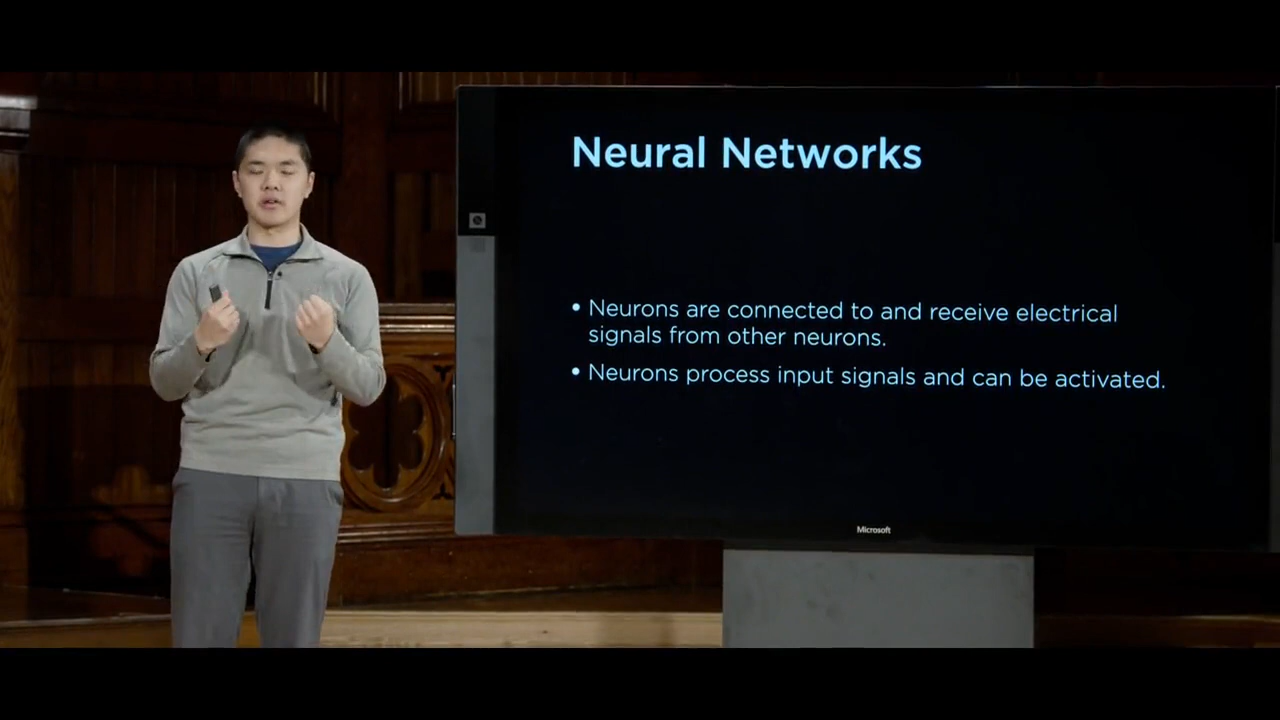 Neural Networks
• Neurons are connected to and receive electrical
signals from other neurons.
• Neurons process input signals and can be activated.
Microsoft